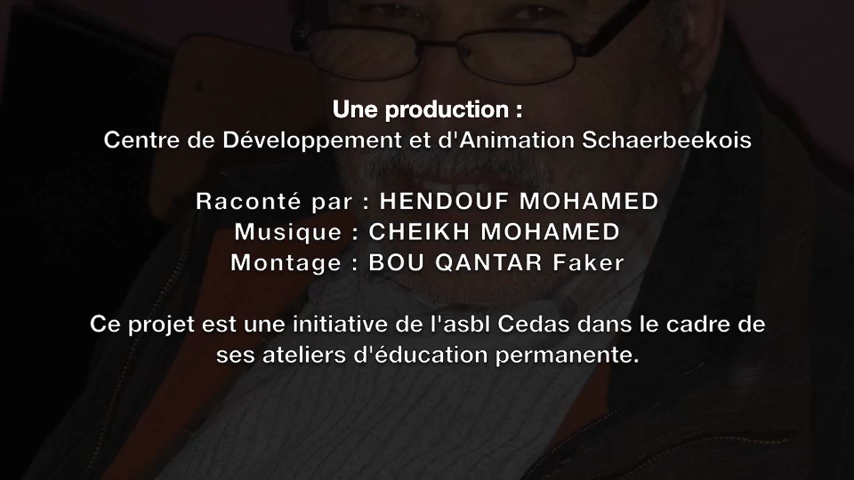 Une production :
Centre de Développement et d'Animation Schaerbeekois
Raconté par : HENDOUF MOHAMED
Musique : CHEIKH MOHAMED
Montage : BOU QANTAR Faker
Ce projet est une initiative de l'asbl Cedas dans le cadre de
ses ateliers d'éducation permanente.